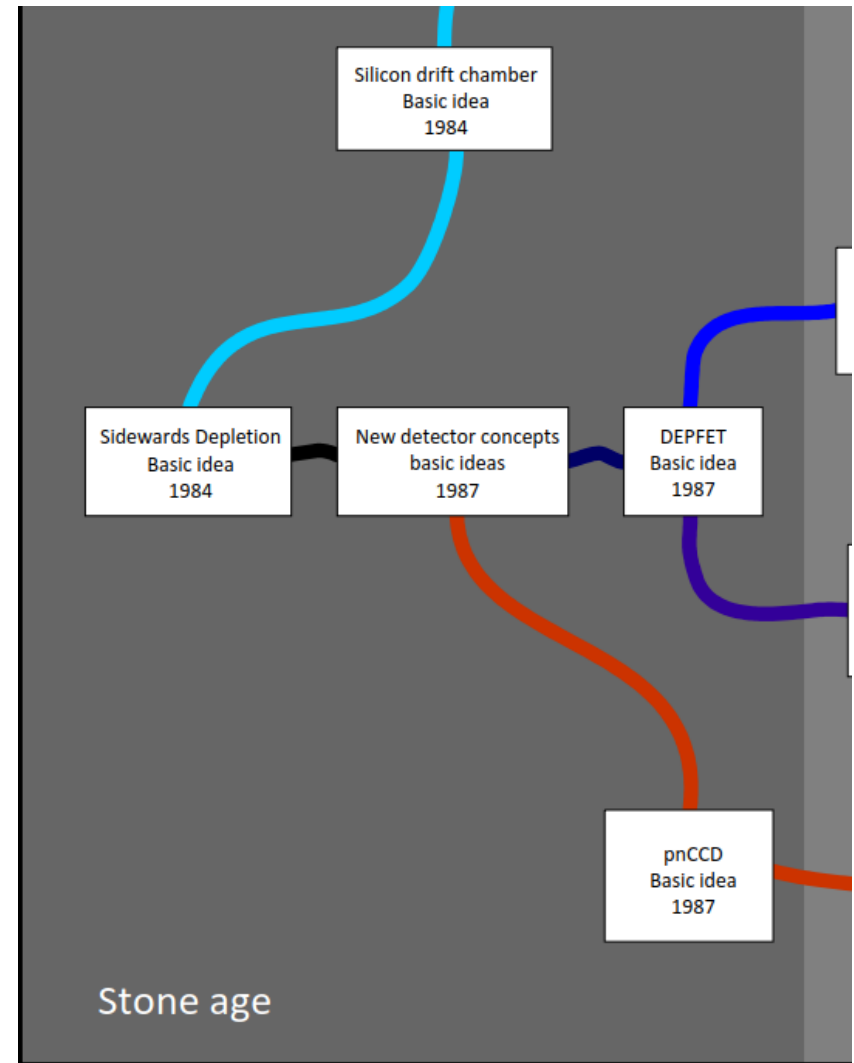 Silicon drift chamber
Basic idea
1984
Sidewards Depletion
Basic idea
1984
New detector concepts
basic ideas
1987
DEPFET
Basic idea
1987
pnCCD
Basic idea
1987
Stone age